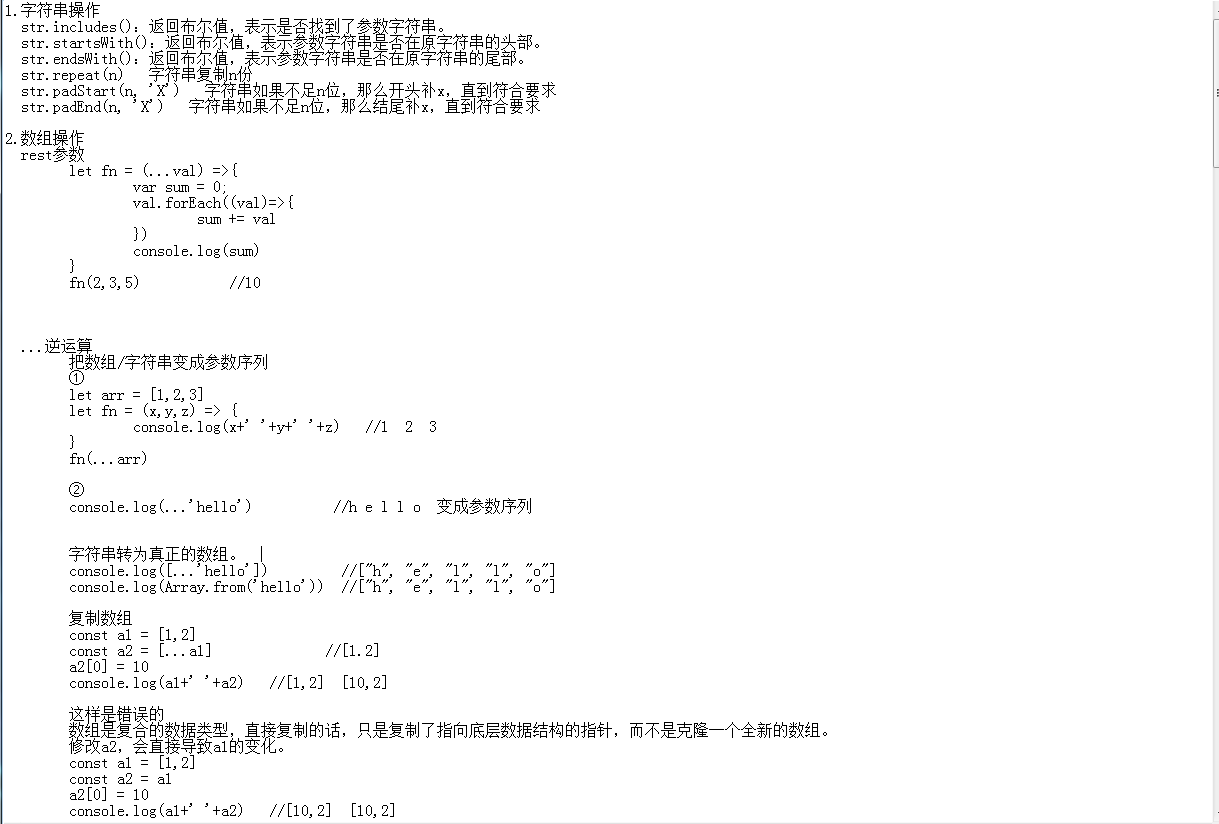 1.字符串操作
str.includes()：返回布尔值，表示是否找到了参数字符串。
str.startsWith()：返回布尔值，表示参数字符串是否在原字符串的头部。
str.endsWith()：返回布尔值，表示参数字符串是否在原字符串的尾部。
str.repeat(n)   字符串复制n份
str.padStart(n, 'X')   字符串如果不足n位，那么开头补x，直到符合要求
str.padEnd(n, 'X')   字符串如果不足n位，那么结尾补x，直到符合要求
2.数组操作
rest参数
let fn = (...val) =>{
var sum = 0;
val.forEach((val)=>{
sum += val
})
console.log(sum)
}
fn(2,3,5)           //10
...逆运算
把数组/字符串变成参数序列
①
let arr = [1,2,3]
let fn = (x,y,z) => {
console.log(x+' '+y+' '+z)   //1  2  3
}
fn(...arr)
②
console.log(...'hello')          //h e l l o  变成参数序列
字符串转为真正的数组。
console.log([...'hello'])         //["h", "e", "l", "l", "o"]
console.log(Array.from('hello'))  //["h", "e", "l", "l", "o"]
复制数组
const a1 = [1,2]
const a2 = [...a1]              //[1.2]
a2[0] = 10
console.log(a1+' '+a2)   //[1,2]  [10,2]
这样是错误的
数组是复合的数据类型，直接复制的话，只是复制了指向底层数据结构的指针，而不是克隆一个全新的数组。
修改a2，会直接导致a1的变化。
const a1 = [1,2]
const a2 = a1
a2[0] = 10
console.log(a1+' '+a2)   //[10,2]  [10,2]